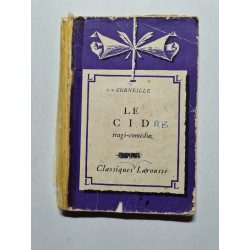 CORNEILLE
LE
CIDRE
tragi-comédie
Classiques Larousse